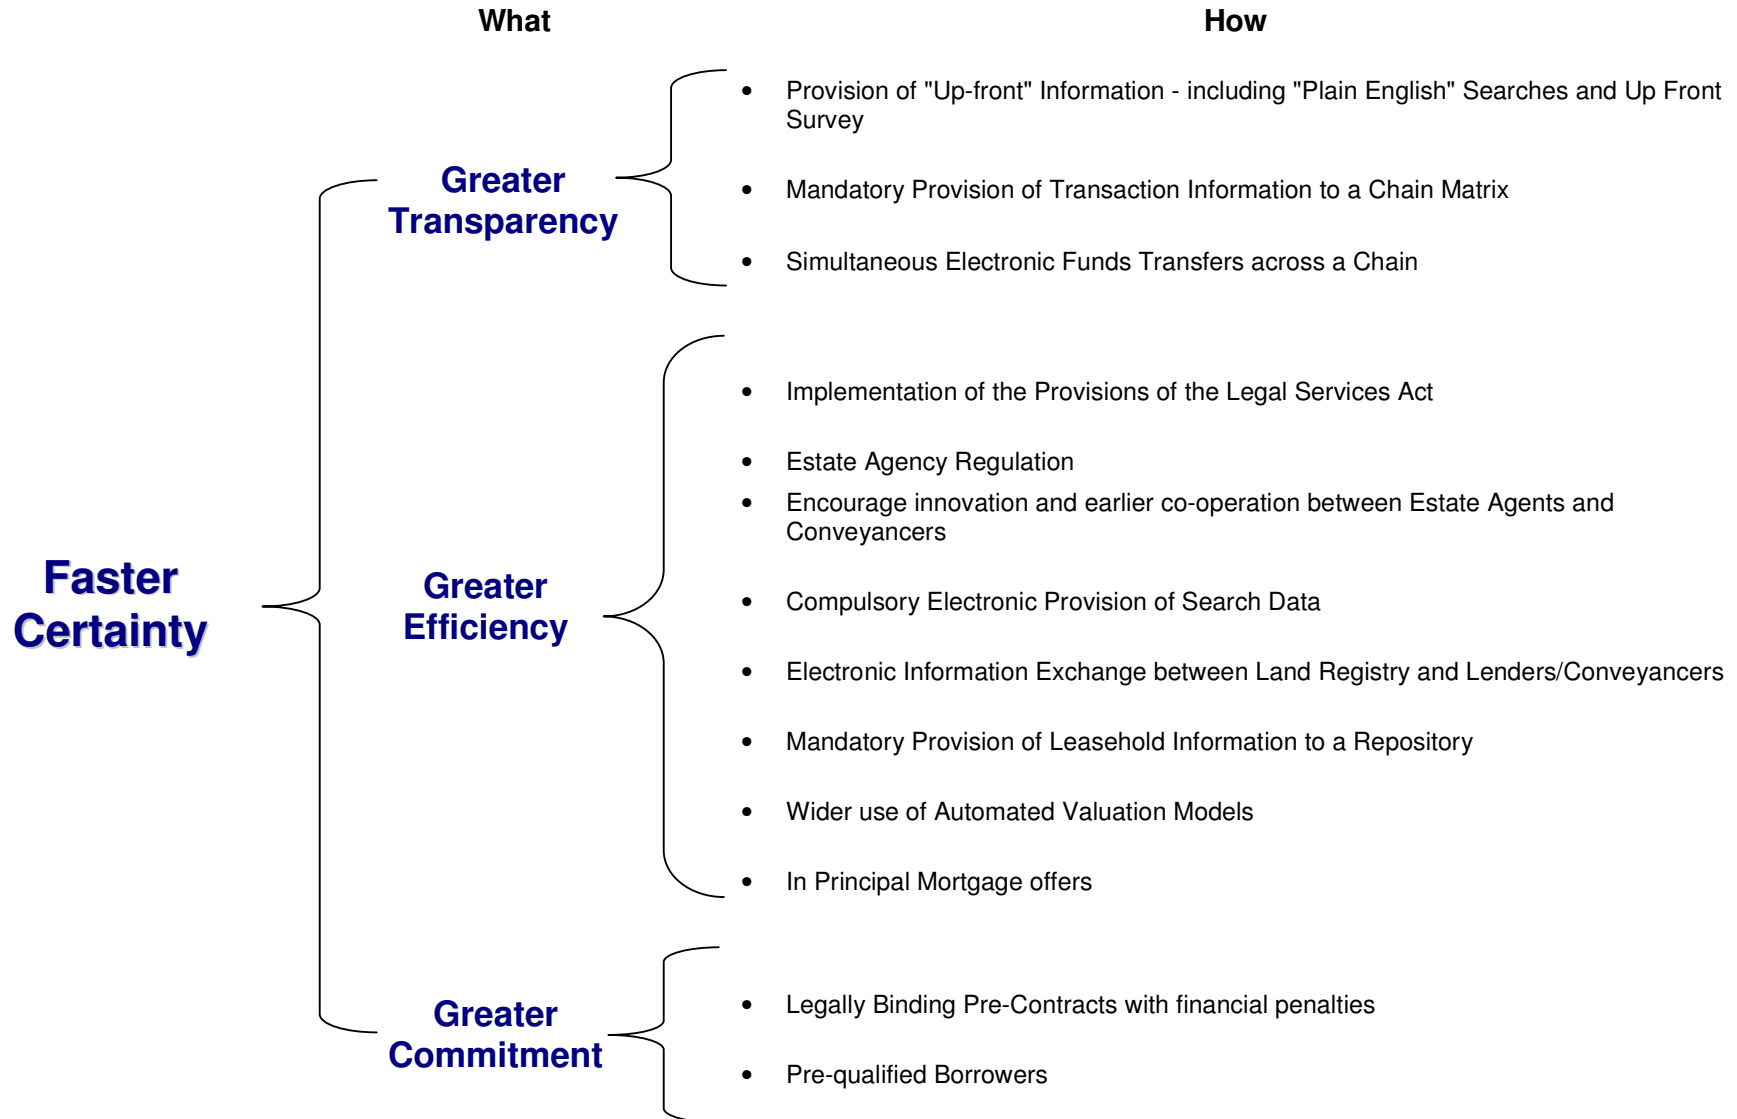 What
How
Faster
Certainty
Greater
Transparency
• Provision of "Up-front" Information - including "Plain English" Searches and Up Front
Survey
• Mandatory Provision of Transaction Information to a Chain Matrix
• Simultaneous Electronic Funds Transfers across a Chain
Greater
Efficiency
• Implementation of the Provisions of the Legal Services Act
• Estate Agency Regulation
• Encourage innovation and earlier co-operation between Estate Agents and
Conveyancers
• Compulsory Electronic Provision of Search Data
• Electronic Information Exchange between Land Registry and Lenders/Conveyancers
• Mandatory Provision of Leasehold Information to a Repository
• Wider use of Automated Valuation Models
• In Principal Mortgage offers
Greater
Commitment
• Legally Binding Pre-Contracts with financial penalties
• Pre-qualified Borrowers